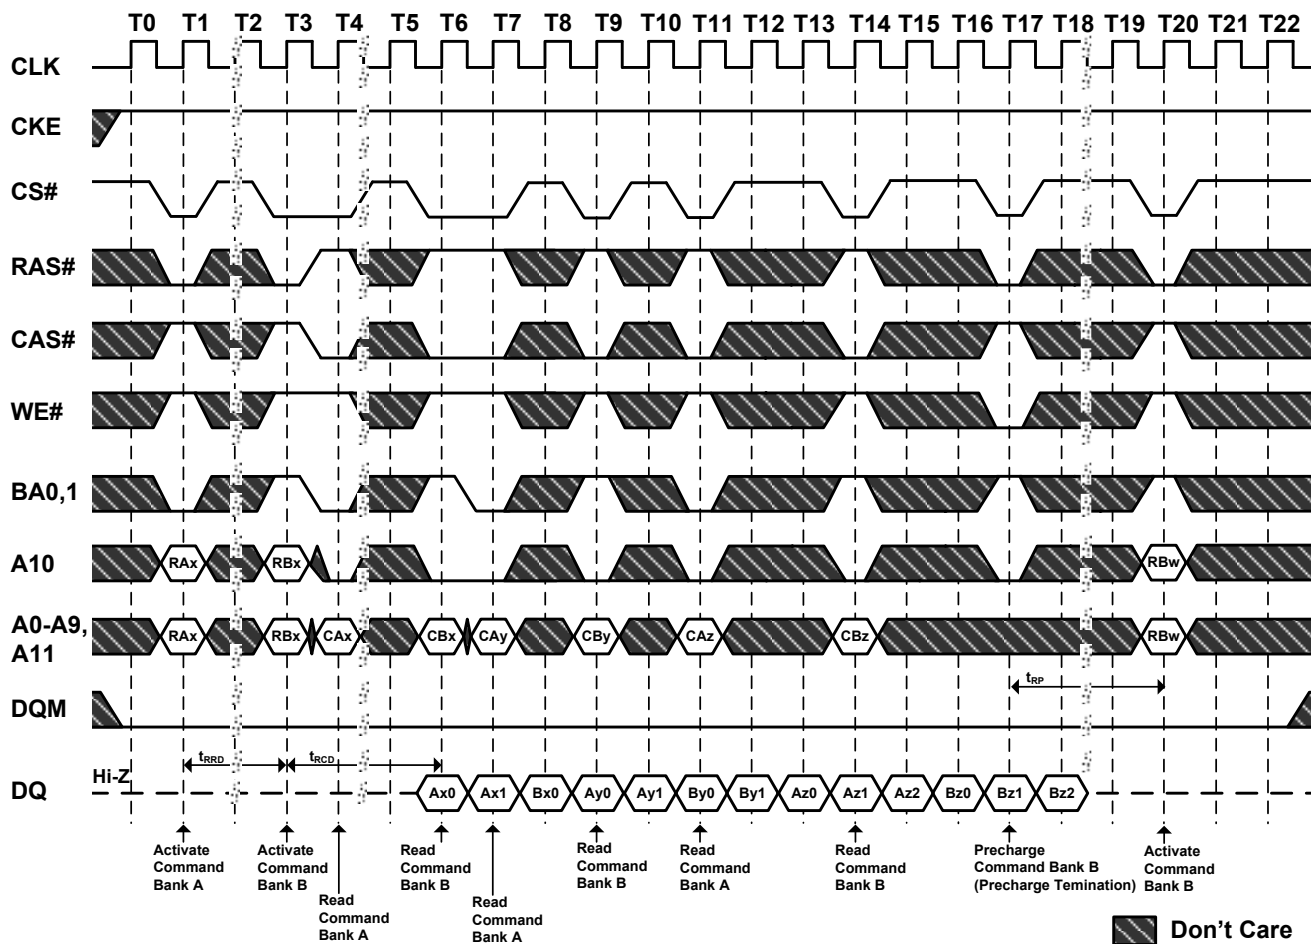 T0 T1 T2 T3 T4 T5 T6 T7 T8 T9 T10 T11 T12 T13 T14 T15 T16 T17 T18 T19 T20 T21 T22
CLK
CKE
CS#
RAS#
CAS#
WE#
BA0,1
A10
RAx RBx RBw
A0-A9,
A11
RAx RBx CAx CBx CAy CBy CAz CBz RBw
tRP
DQM
tRRD tRCD
Hi-Z
DQ
Ax0 Ax1 Bx0 Ay0 Ay1 By0 By1 Az0 Az1 Az2 Bz0 Bz1 Bz2
Activate
Command
Bank A
Activate
Command
Bank B
Read
Command
Bank A
Read
Command
Bank B
Read
Command
Bank A
Read
Command
Bank B
Read
Command
Bank A
Read
Command
Bank B
Precharge
Command Bank B
(Precharge Temination)
Activate
Command
Bank B
Don't Care